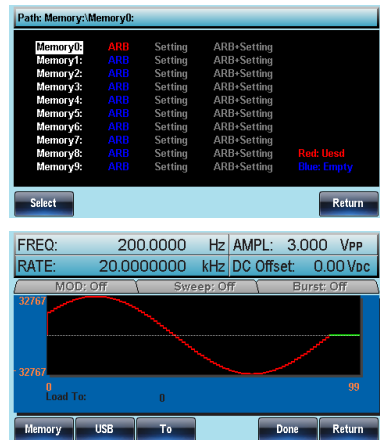 Path: Memory:\Memory0:
Memory0: ARB Setting ARB+Setting
Memory1: ARB Setting ARB+Setting
Memory2: ARB Setting ARB+Setting
Memory3: ARB Setting ARB+Setting
Memory4: ARB Setting ARB+Setting
Memory5: ARB Setting ARB+Setting
Memory6: ARB Setting ARB+Setting
Memory7: ARB Setting ARB+Setting
Memory8: ARB Setting ARB+Setting Red: Uesd
Memory9: ARB Setting ARB+Setting Blue: Empty
Select Return
FREQ: 200.0000 Hz AMPL: 3.000 VPP
RATE: 20.0000000 kHz DC Offset: 0.00 VDC
MOD: Off Sweep: Off Burst: Off
32767
- 32767
0 99
Load To: 0
Memory USB To Done Return